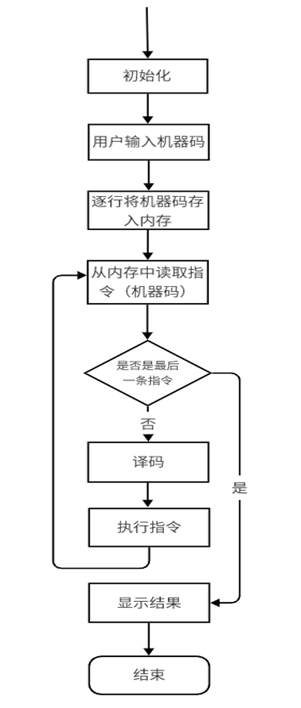 初始化
用户输入机器码
逐行将机器码存
入内存
从内存中读取指
令（机器码）
是否是最后
一条指令
否
译码
是
执行指令
显示结果
结束